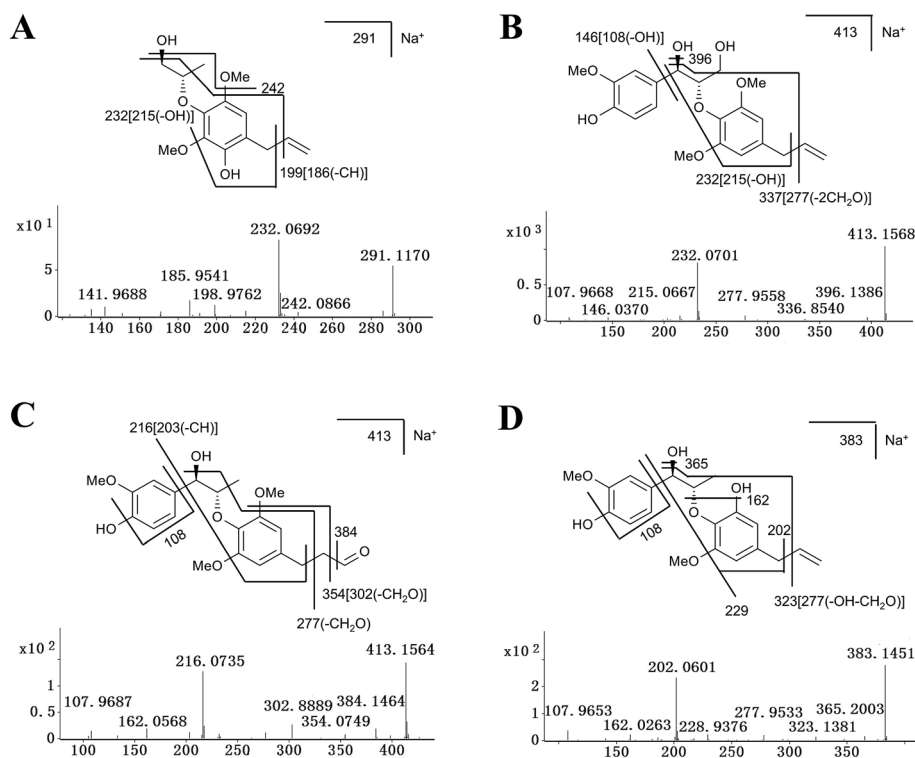 A
291 Na⁺
OH
OMe
242
O
232[215(-OH)]
MeO
OH
199[186(-CH)]
x10 1
232.0692
291.1170
5
185.9541
141.9688
198.9762
242.0866
0
140 160 180 200 220 240 260 280 300
B
413 Na⁺
146[108(-OH)]
OH OH
396
MeO
OMe
HO
O
MeO
232[215(-OH)]
337[277(-2CH₂O)]
x10 3
413.1568
232.0701
0.5
107.9668 215.0667 277.9558 396.1386
146.0370 336.8540
0
150 200 250 300 350 400
C
413 Na⁺
216[203(-CH)]
OH
MeO
OMe
HO
O
108
384
MeO
O
354[302(-CH₂O)]
277(-CH₂O)
x10 2
413.1564
216.0735
1
107.9687 302.8889 384.1464
0.5
162.0568 354.0749
0
100 150 200 250 300 350 400
D
383 Na⁺
OH
365
MeO
OH
162
HO
O
108
202
MeO
229
323[277(-OH-CH₂O)]
x10 2
383.1451
202.0601
2
1
107.9653 277.9533 365.2003
162.0263 228.9376 323.1381
0
150 200 250 300 350 400